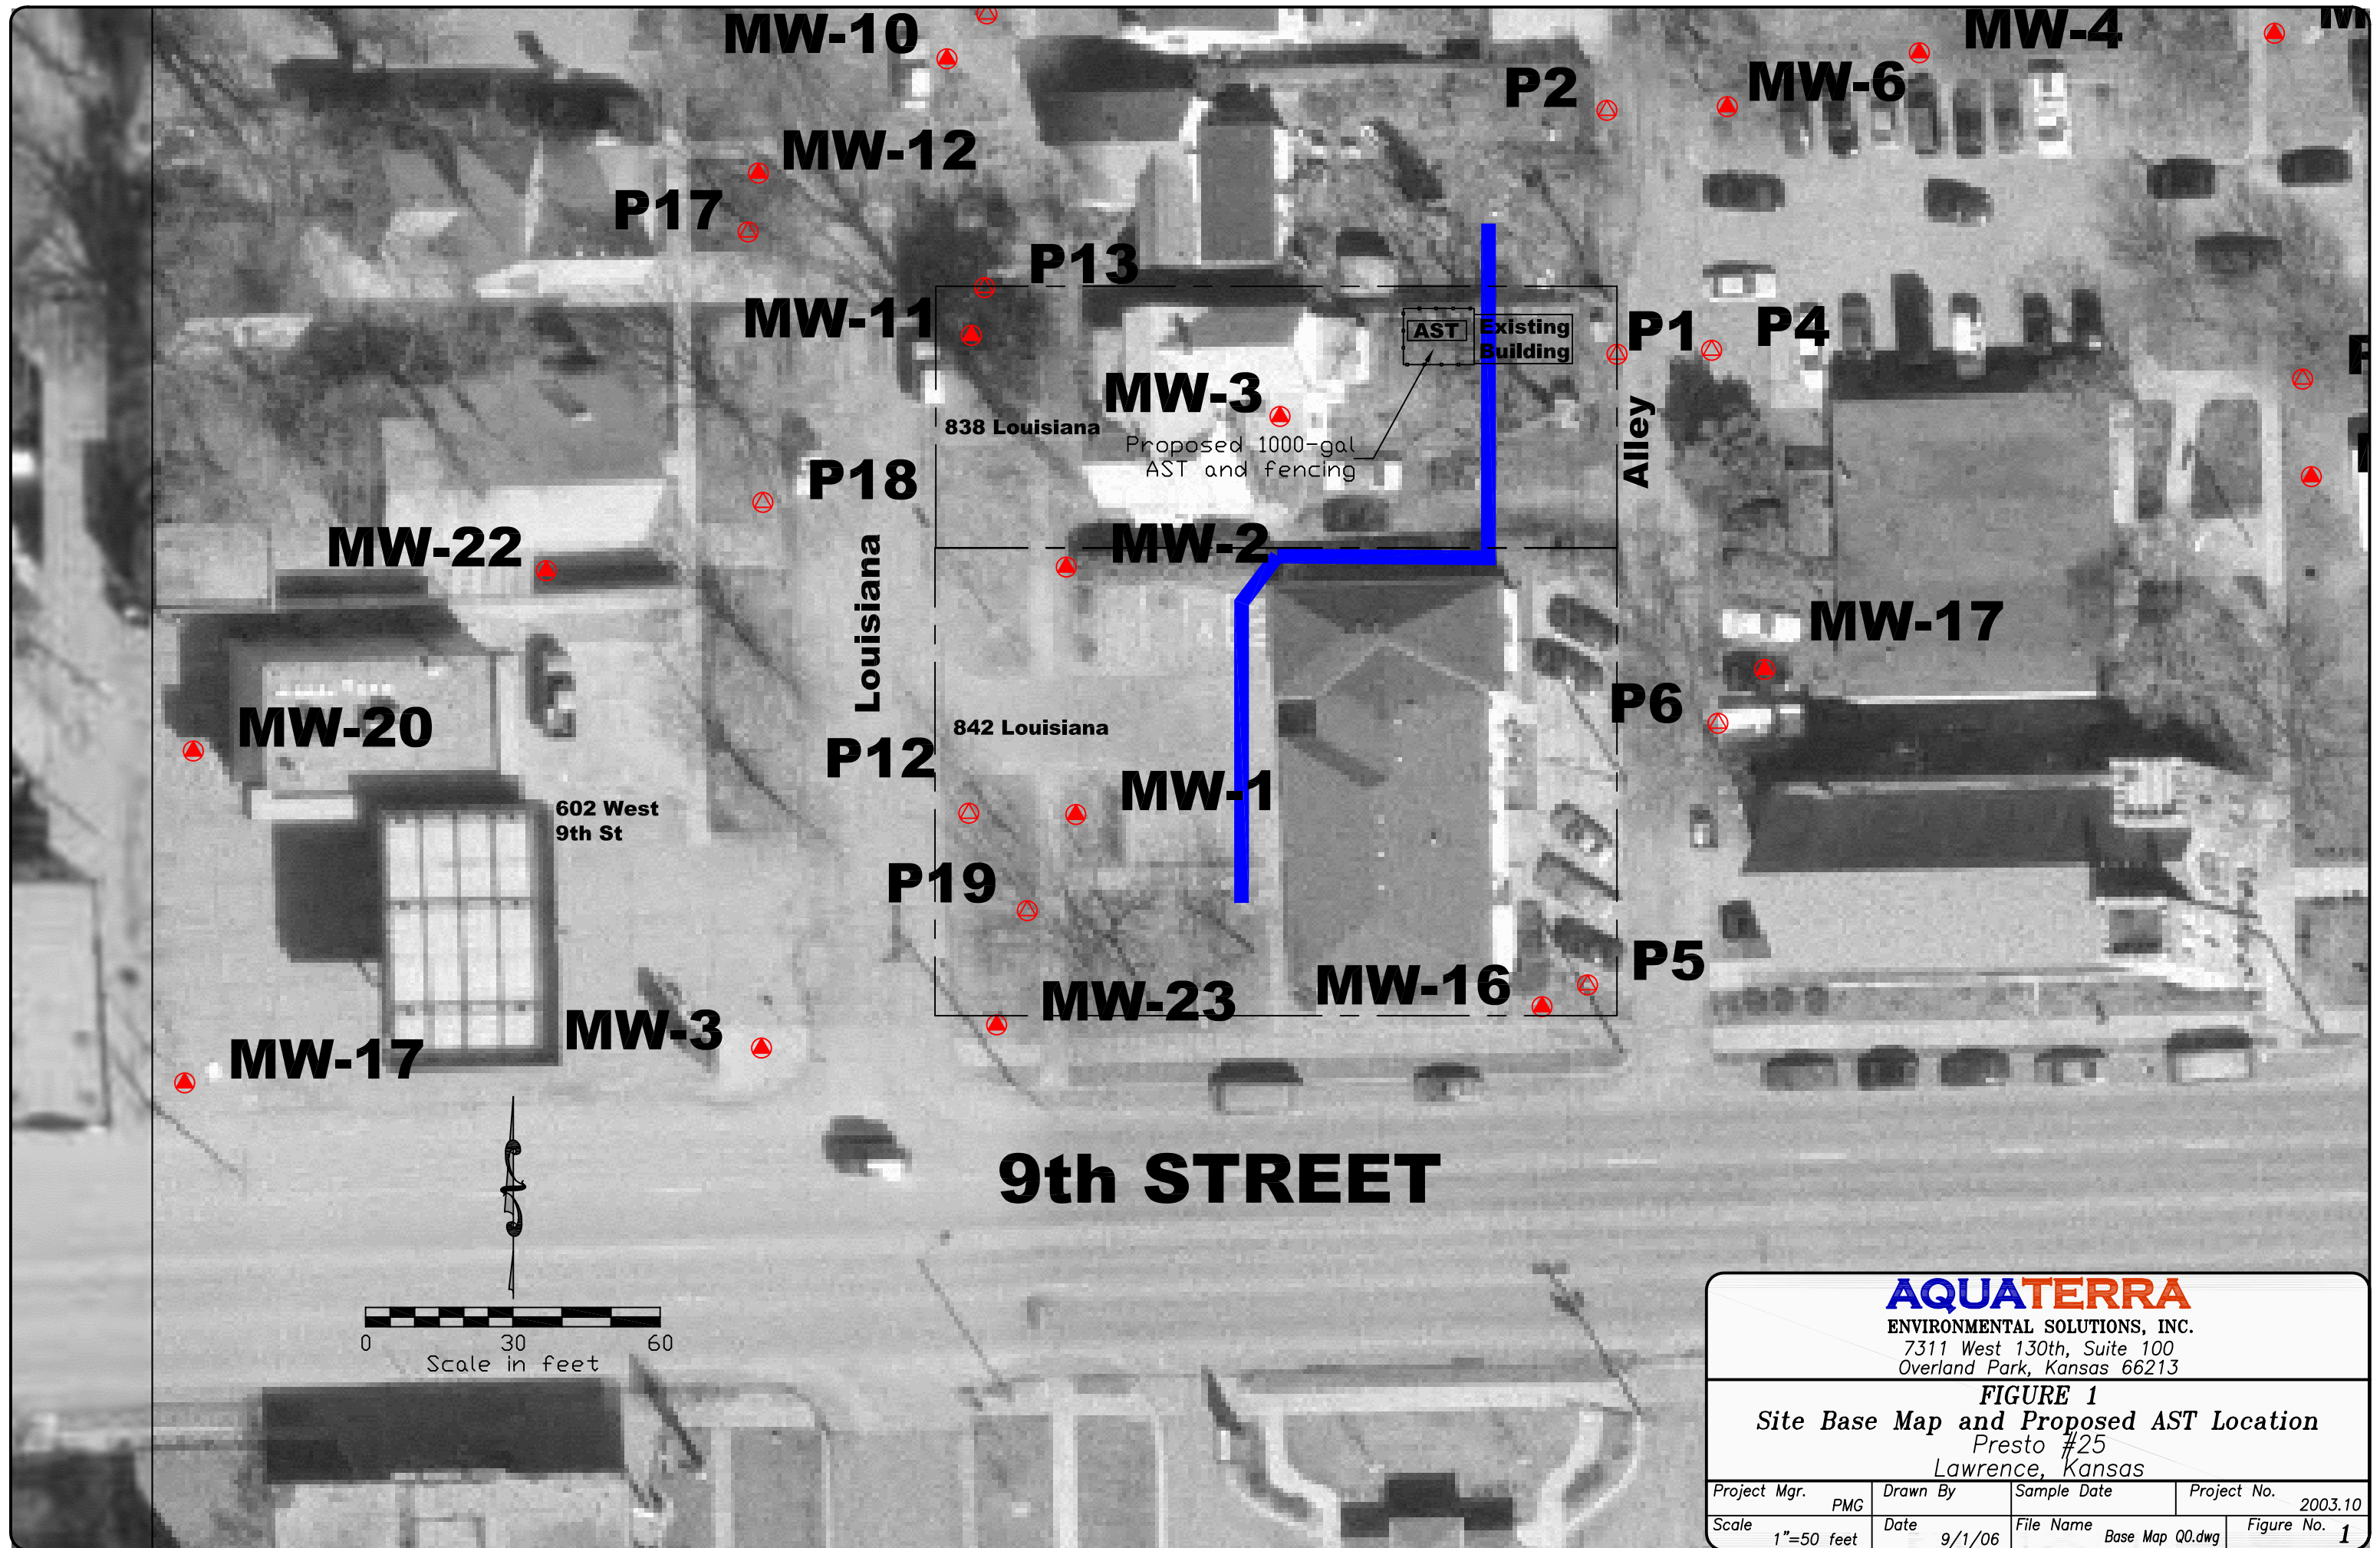 MW-10
MW-4
MW-6
P2
MW-12
P17
P13
MW-11
AST
Existing
Building
P1
P4
MW-3
838 Louisiana
Proposed 1000-gal
AST and fencing
Alley
P18
MW-22
MW-2
Louisiana
MW-17
P6
MW-20
842 Louisiana
P12
MW-1
602 West
9th St
P19
P5
MW-16
MW-23
MW-3
MW-17
9th STREET
0 30 60
Scale in feet
AQUATERRA
ENVIRONMENTAL SOLUTIONS, INC.
7311 West 130th, Suite 100
Overland Park, Kansas 66213
FIGURE 1
Site Base Map and Proposed AST Location
Presto #25
Lawrence, Kansas
Project Mgr. PMG
Drawn By
Sample Date
Project No. 2003.10
Scale 1"=50 feet
Date 9/1/06
File Name Base Map Q0.dwg
Figure No. 1